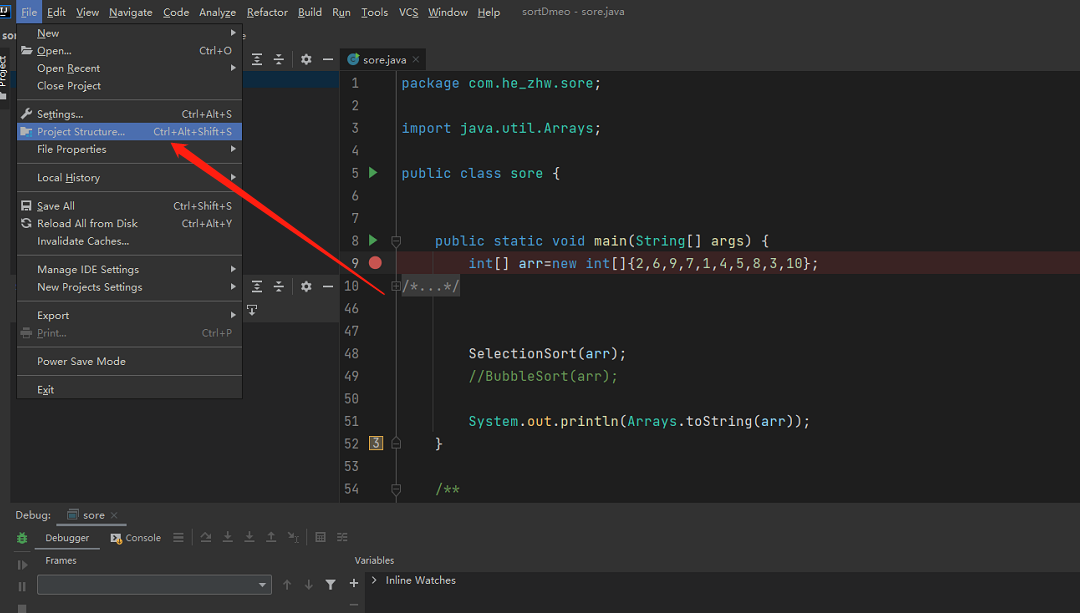 File Edit View Navigate Code Analyze Refactor Build Run Tools VCS Window Help sortDmeo - sore.java
New
Open... Ctrl+O
Open Recent
Close Project
Settings... Ctrl+Alt+S
Project Structure... Ctrl+Alt+Shift+S
File Properties
Local History
Save All Ctrl+Shift+S
Reload All from Disk Ctrl+Alt+Y
Invalidate Caches...
Manage IDE Settings
New Projects Settings
Export
Print... Ctrl+P
Power Save Mode
Exit
Project
sore.java
1 package com.he_zhw.sore;
2
3 import java.util.Arrays;
4
5 public class sore {
6
7
8 public static void main(String[] args) {
9 int[] arr=new int[]{2,6,9,7,1,4,5,8,3,10};
10 /*...*/
46
47
48 SelectionSort(arr);
49 //BubbleSort(arr);
50
51 System.out.println(Arrays.toString(arr));
52 3 }
53
54 /**
Debug: sore
Debugger Console
Frames Variables
Inline Watches